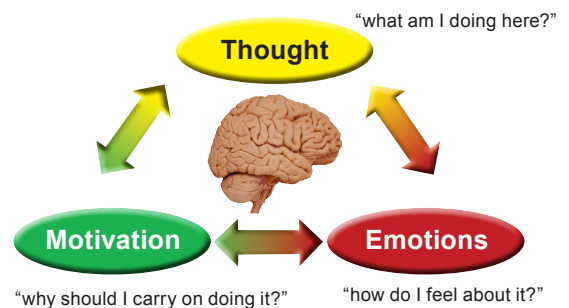 “what am I doing here?”
Thought
Motivation
Emotions
“why should I carry on doing it?”
“how do I feel about it?”